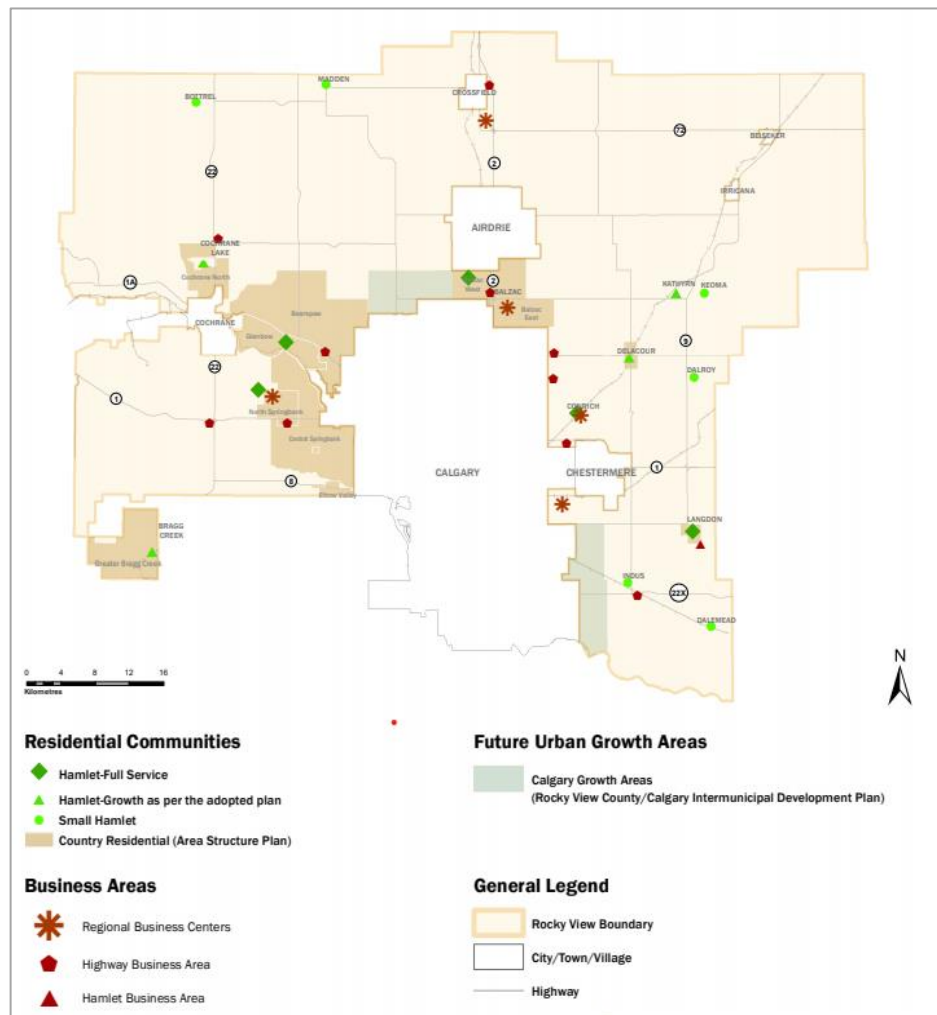 MADDEN
BOTTREL
CROSSFIELD
72
BEISEKER
2
22
IRRICANA
AIRDRIE
COCHRANE
LAKE
Cochrane North
2
1A
BALZAC
KATHYRN
KEOMA
Balzac
East
Bearspaw
COCHRANE
Glenbow
9
DELACOUR
22
DALROY
1
North Springbank
CONRICH
Central Springbank
CALGARY
CHESTERMERE
1
8
Elbow Valley
LANGDON
BRAGG
CREEK
Greater Bragg Creek
INDUS
22X
DALEMEAD
0 4 8 12 16
Kilometres
N
Residential Communities
Hamlet-Full Service
Hamlet-Growth as per the adopted plan
Small Hamlet
Country Residential (Area Structure Plan)
Future Urban Growth Areas
Calgary Growth Areas
(Rocky View County/Calgary Intermunicipal Development Plan)
Business Areas
Regional Business Centers
Highway Business Area
Hamlet Business Area
General Legend
Rocky View Boundary
City/Town/Village
Highway